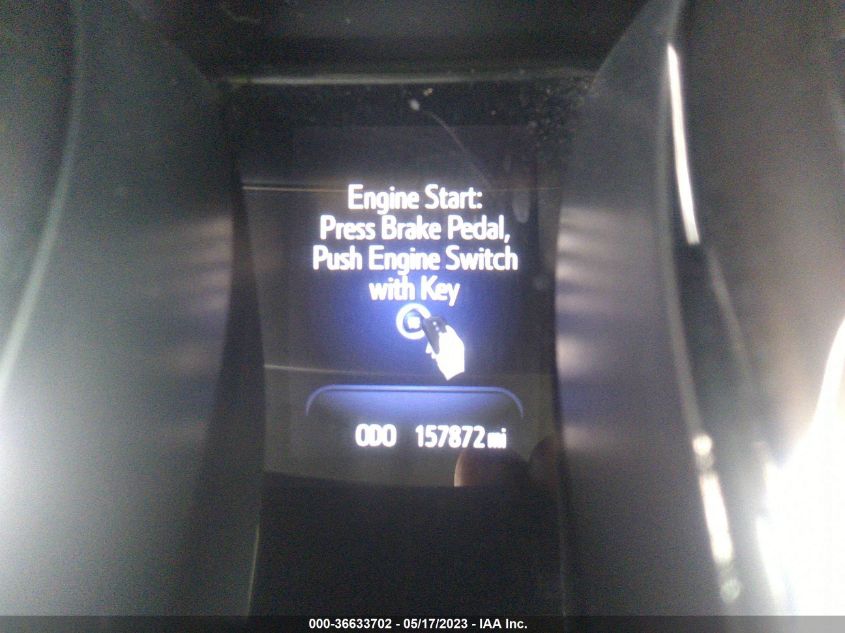 Engine Start:
Press Brake Pedal,
Push Engine Switch
with Key
ODO 157872 mi
000-36633702 - 05/17/2023 - IAA Inc.